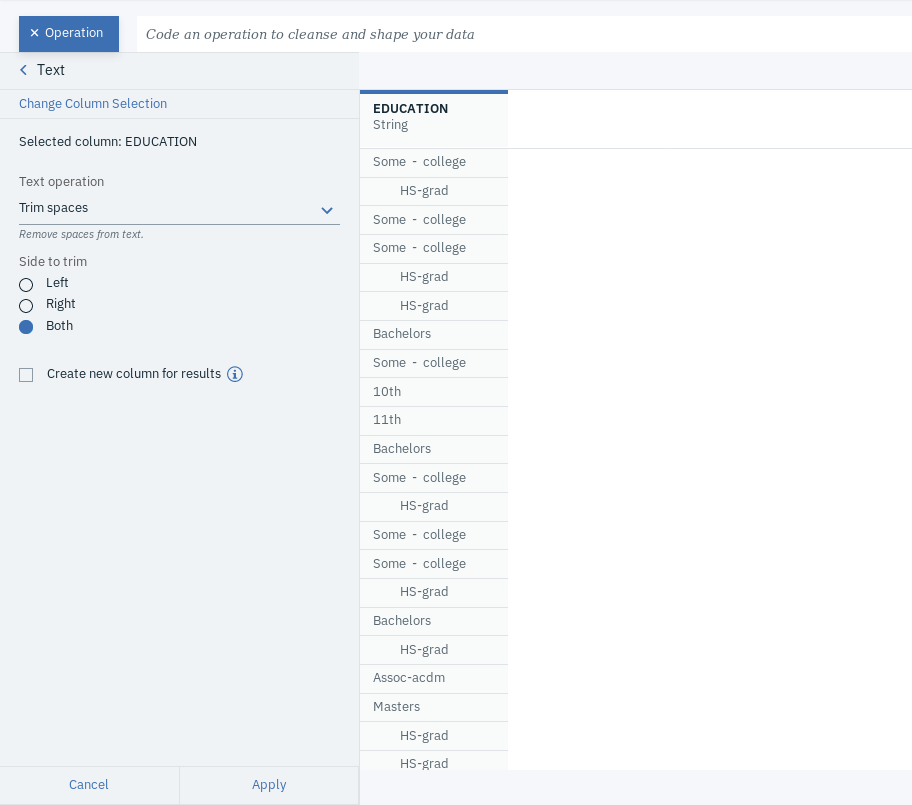 ✕ Operation
Code an operation to cleanse and shape your data
Text
Change Column Selection
Selected column: EDUCATION
Text operation
Trim spaces
Remove spaces from text.
Side to trim
Left
Right
Both
Create new column for results
Cancel
Apply
EDUCATION
String
Some - college
HS-grad
Some - college
Some - college
HS-grad
HS-grad
Bachelors
Some - college
10th
11th
Bachelors
Some - college
HS-grad
Some - college
Some - college
HS-grad
Bachelors
HS-grad
Assoc-acdm
Masters
HS-grad
HS-grad